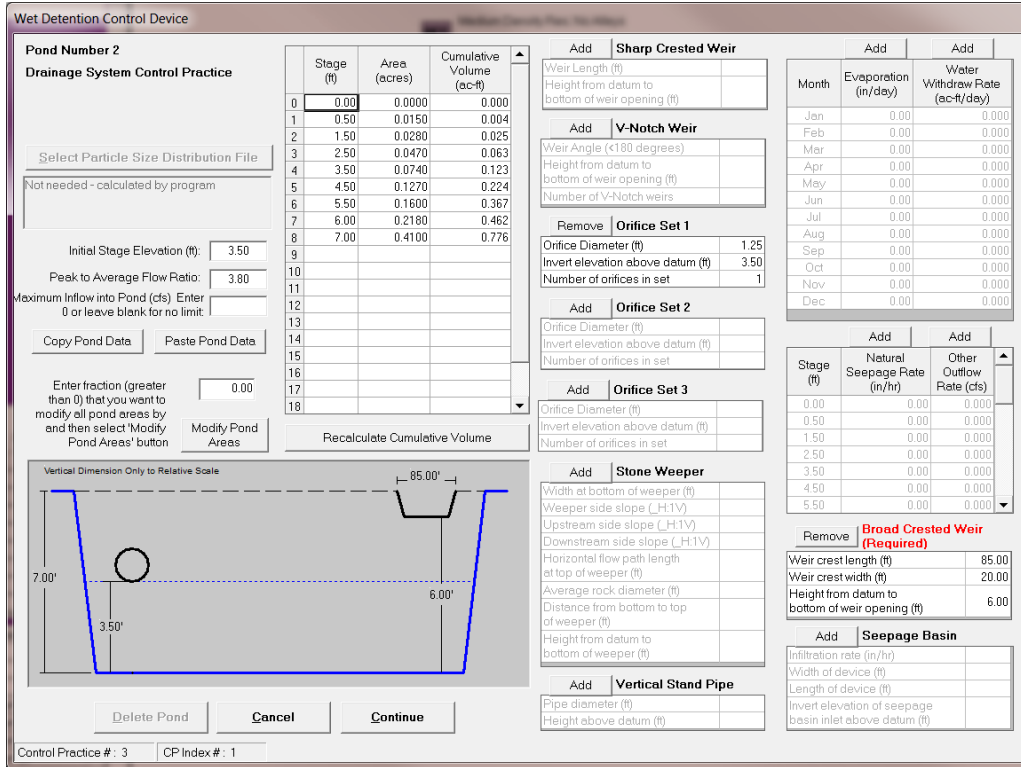 Wet Detention Control Device
Pond Number 2
Drainage System Control Practice
Select Particle Size Distribution File
Not needed - calculated by program
Initial Stage Elevation (ft): 3.50
Peak to Average Flow Ratio: 3.80
Maximum Inflow into Pond (cfs) Enter
0 or leave blank for no limit:
Copy Pond Data Paste Pond Data
Enter fraction (greater
than 0) that you want to
modify all pond areas by
and then select 'Modify
Pond Areas' button
0.00
Modify Pond
Areas
Stage
(ft)
Area
(acres)
Cumulative
Volume
(ac-ft)
0 0.00 0.0000 0.000
1 0.50 0.0150 0.004
2 1.50 0.0280 0.025
3 2.50 0.0470 0.063
4 3.50 0.0740 0.123
5 4.50 0.1270 0.224
6 5.50 0.1600 0.367
7 6.00 0.2180 0.462
8 7.00 0.4100 0.776
9
10
11
12
13
14
15
16
17
18
Recalculate Cumulative Volume
Vertical Dimension Only to Relative Scale
85.00'
7.00'
3.50'
6.00'
Delete Pond Cancel Continue
Control Practice #: 3 CP Index #: 1
Add Sharp Crested Weir
Weir Length (ft)
Height from datum to
bottom of weir opening (ft)
Add V-Notch Weir
Weir Angle (<180 degrees)
Height from datum to
bottom of weir opening (ft)
Number of V-Notch weirs
Remove Orifice Set 1
Orifice Diameter (ft) 1.25
Invert elevation above datum (ft) 3.50
Number of orifices in set 1
Add Orifice Set 2
Orifice Diameter (ft)
Invert elevation above datum (ft)
Number of orifices in set
Add Orifice Set 3
Orifice Diameter (ft)
Invert elevation above datum (ft)
Number of orifices in set
Add Stone Weeper
Width at bottom of weeper (ft)
Weeper side slope (_H:1V)
Upstream side slope (_H:1V)
Downstream side slope (_H:1V)
Horizontal flow path length
at top of weeper (ft)
Average rock diameter (ft)
Distance from bottom to top
of weeper (ft)
Height from datum to
bottom of weeper (ft)
Add Vertical Stand Pipe
Pipe diameter (ft)
Height above datum (ft)
Add Add
Month
Evaporation
(in/day)
Water
Withdraw Rate
(ac-ft/day)
Jan 0.00 0.000
Feb 0.00 0.000
Mar 0.00 0.000
Apr 0.00 0.000
May 0.00 0.000
Jun 0.00 0.000
Jul 0.00 0.000
Aug 0.00 0.000
Sep 0.00 0.000
Oct 0.00 0.000
Nov 0.00 0.000
Dec 0.00 0.000
Add Add
Stage
(ft)
Natural
Seepage Rate
(in/hr)
Other
Outflow
Rate (cfs)
0.00 0.00 0.000
0.50 0.00 0.000
1.50 0.00 0.000
2.50 0.00 0.000
3.50 0.00 0.000
4.50 0.00 0.000
5.50 0.00 0.000
Remove Broad Crested Weir
(Required)
Weir crest length (ft) 85.00
Weir crest width (ft) 20.00
Height from datum to
bottom of weir opening (ft) 6.00
Add Seepage Basin
Infiltration rate (in/hr)
Width of device (ft)
Length of device (ft)
Invert elevation of seepage
basin inlet above datum (ft)